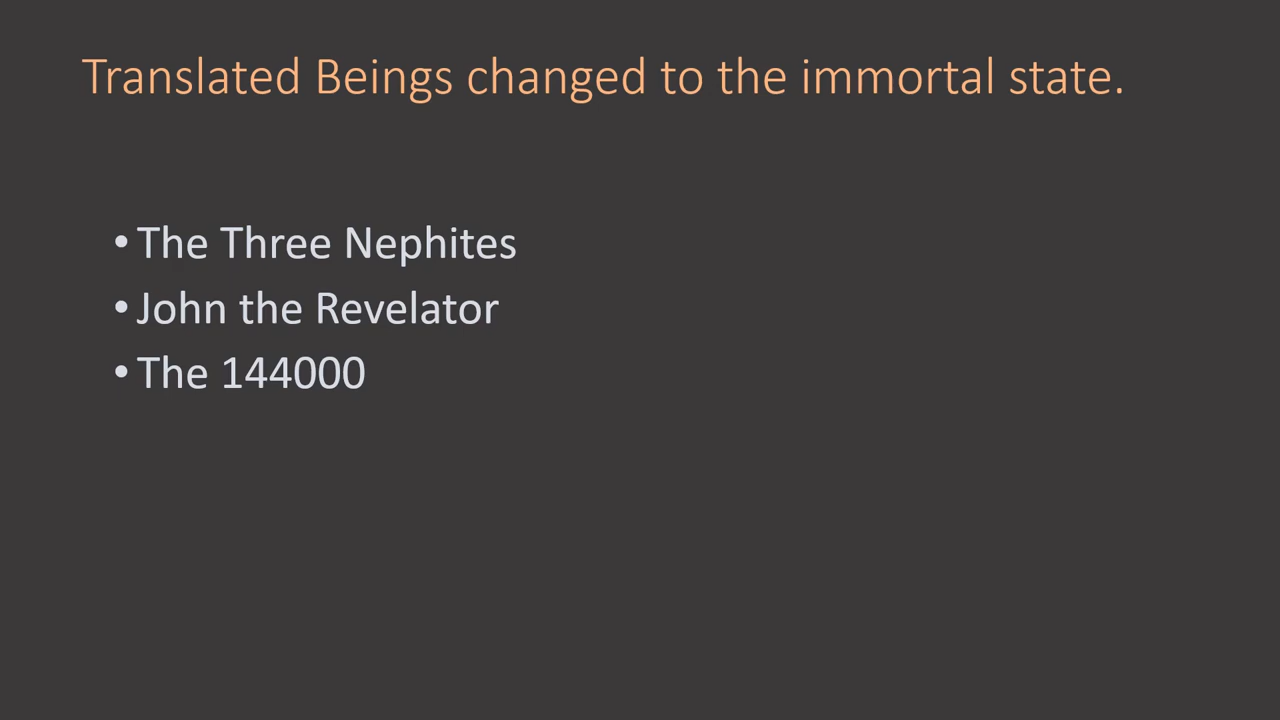 Translated Beings changed to the immortal state.
• The Three Nephites
• John the Revelator
• The 144000